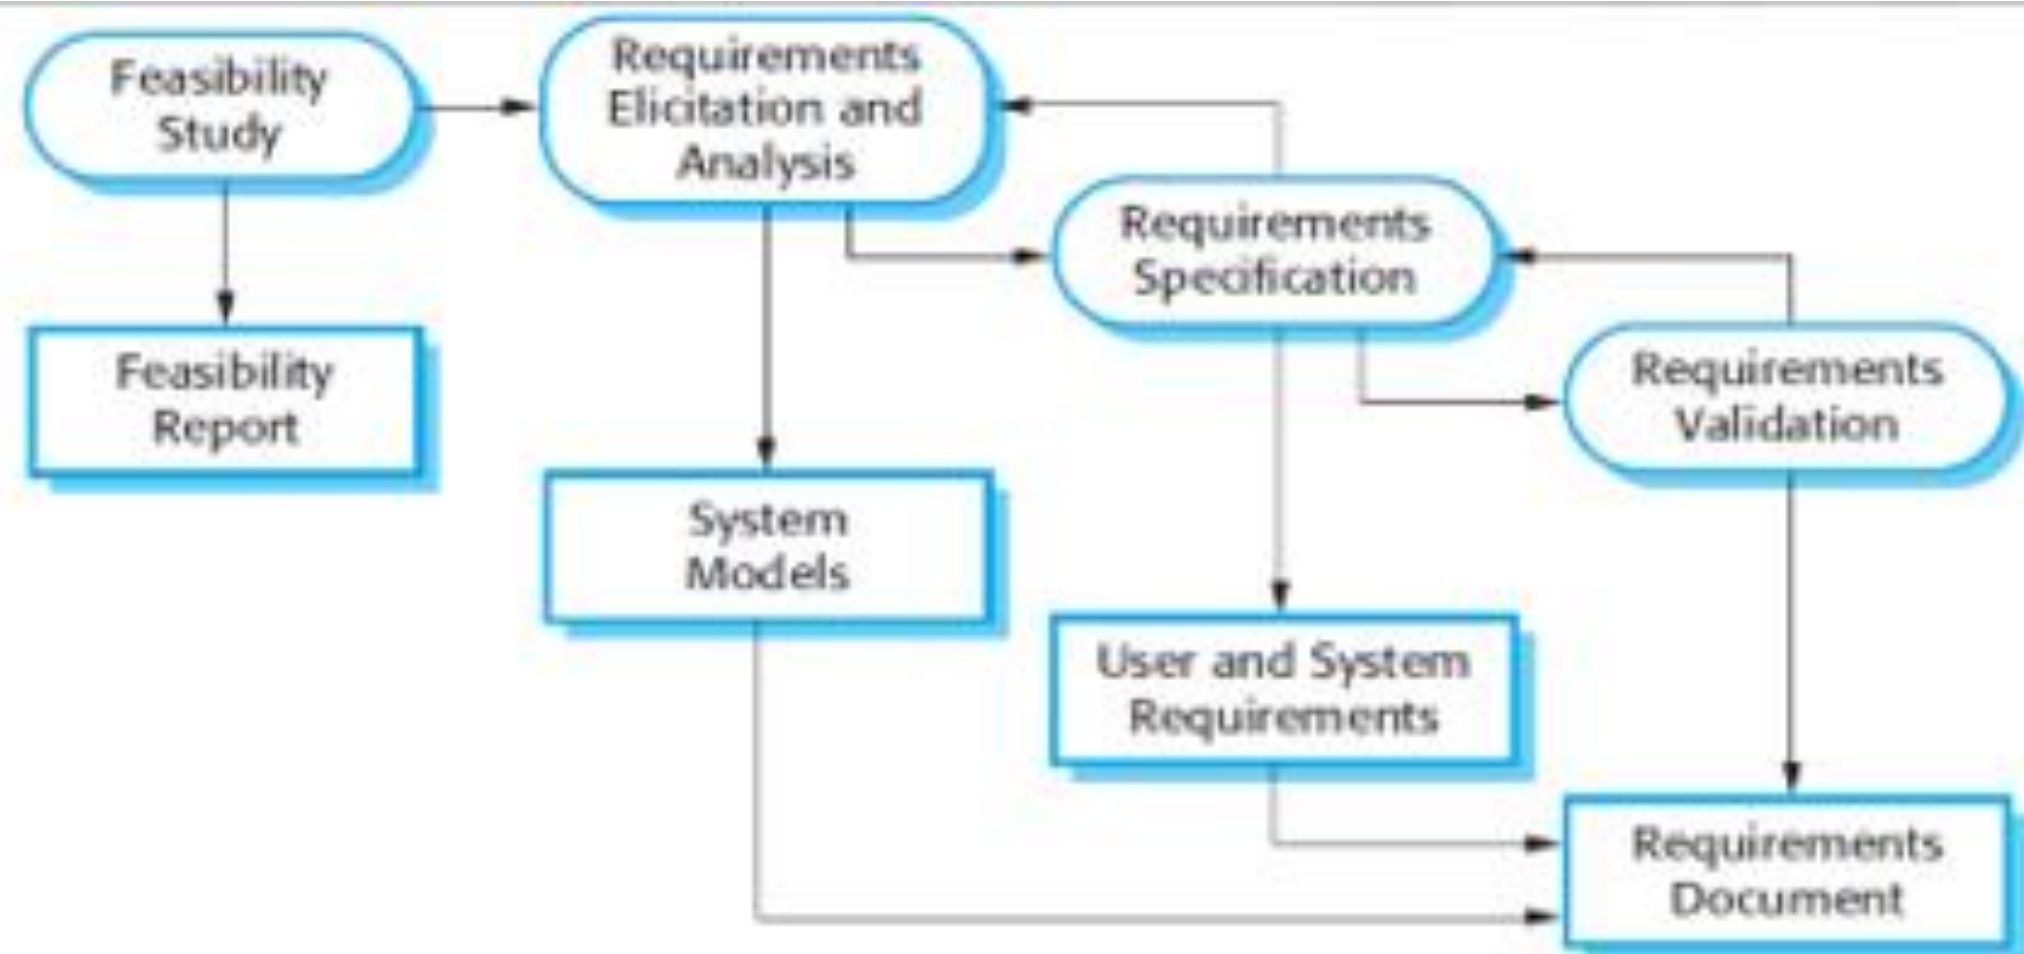 Feasibility
Study
Requirements
Elicitation and
Analysis
Requirements
Specification
Requirements
Validation
Feasibility
Report
System
Models
User and System
Requirements
Requirements
Document